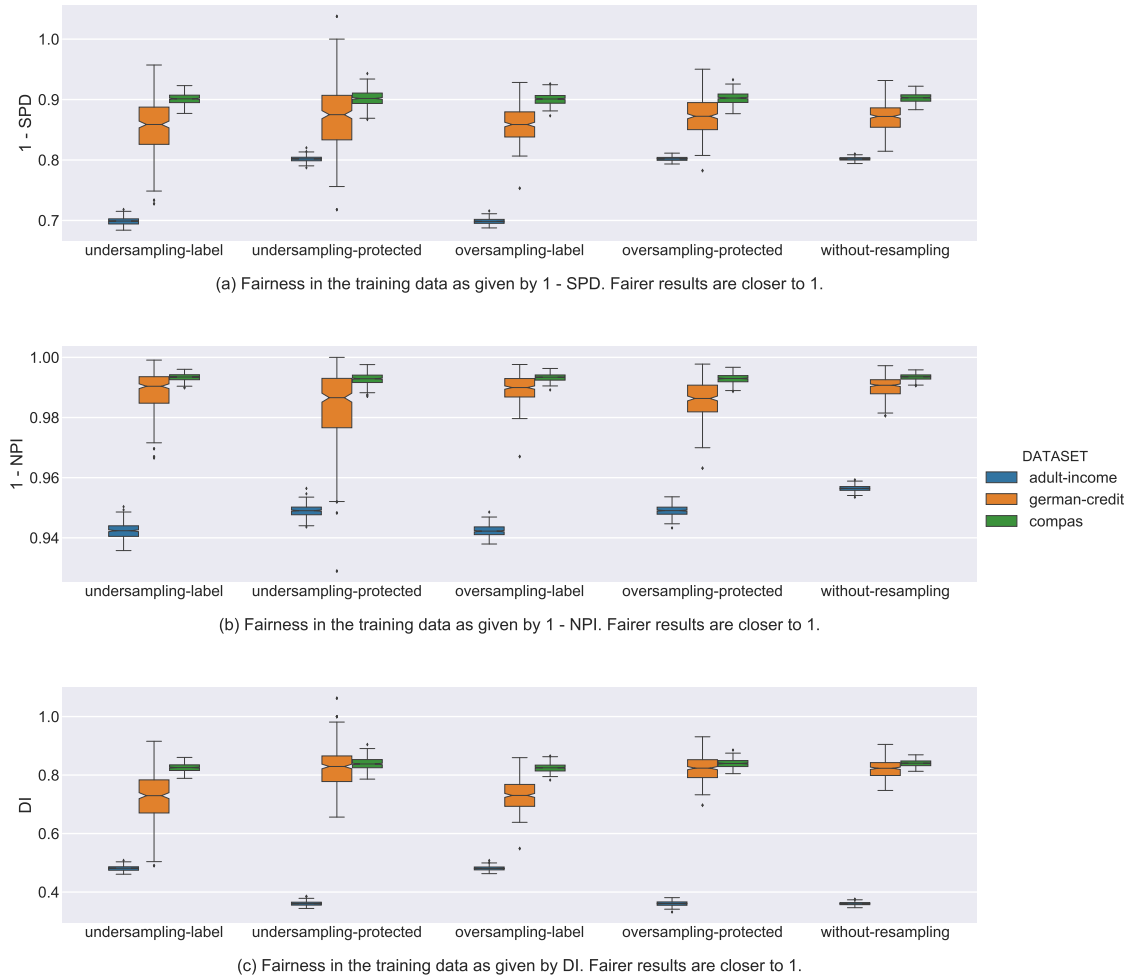 1.0
0.9
0.8
0.7
1 - SPD
undersampling-label undersampling-protected oversampling-label oversampling-protected without-resampling
(a) Fairness in the training data as given by 1 - SPD. Fairer results are closer to 1.
1.00
0.98
0.96
0.94
1 - NPI
undersampling-label undersampling-protected oversampling-label oversampling-protected without-resampling
(b) Fairness in the training data as given by 1 - NPI. Fairer results are closer to 1.
DATASET
adult-income
german-credit
compas
1.0
0.8
0.6
0.4
DI
undersampling-label undersampling-protected oversampling-label oversampling-protected without-resampling
(c) Fairness in the training data as given by DI. Fairer results are closer to 1.